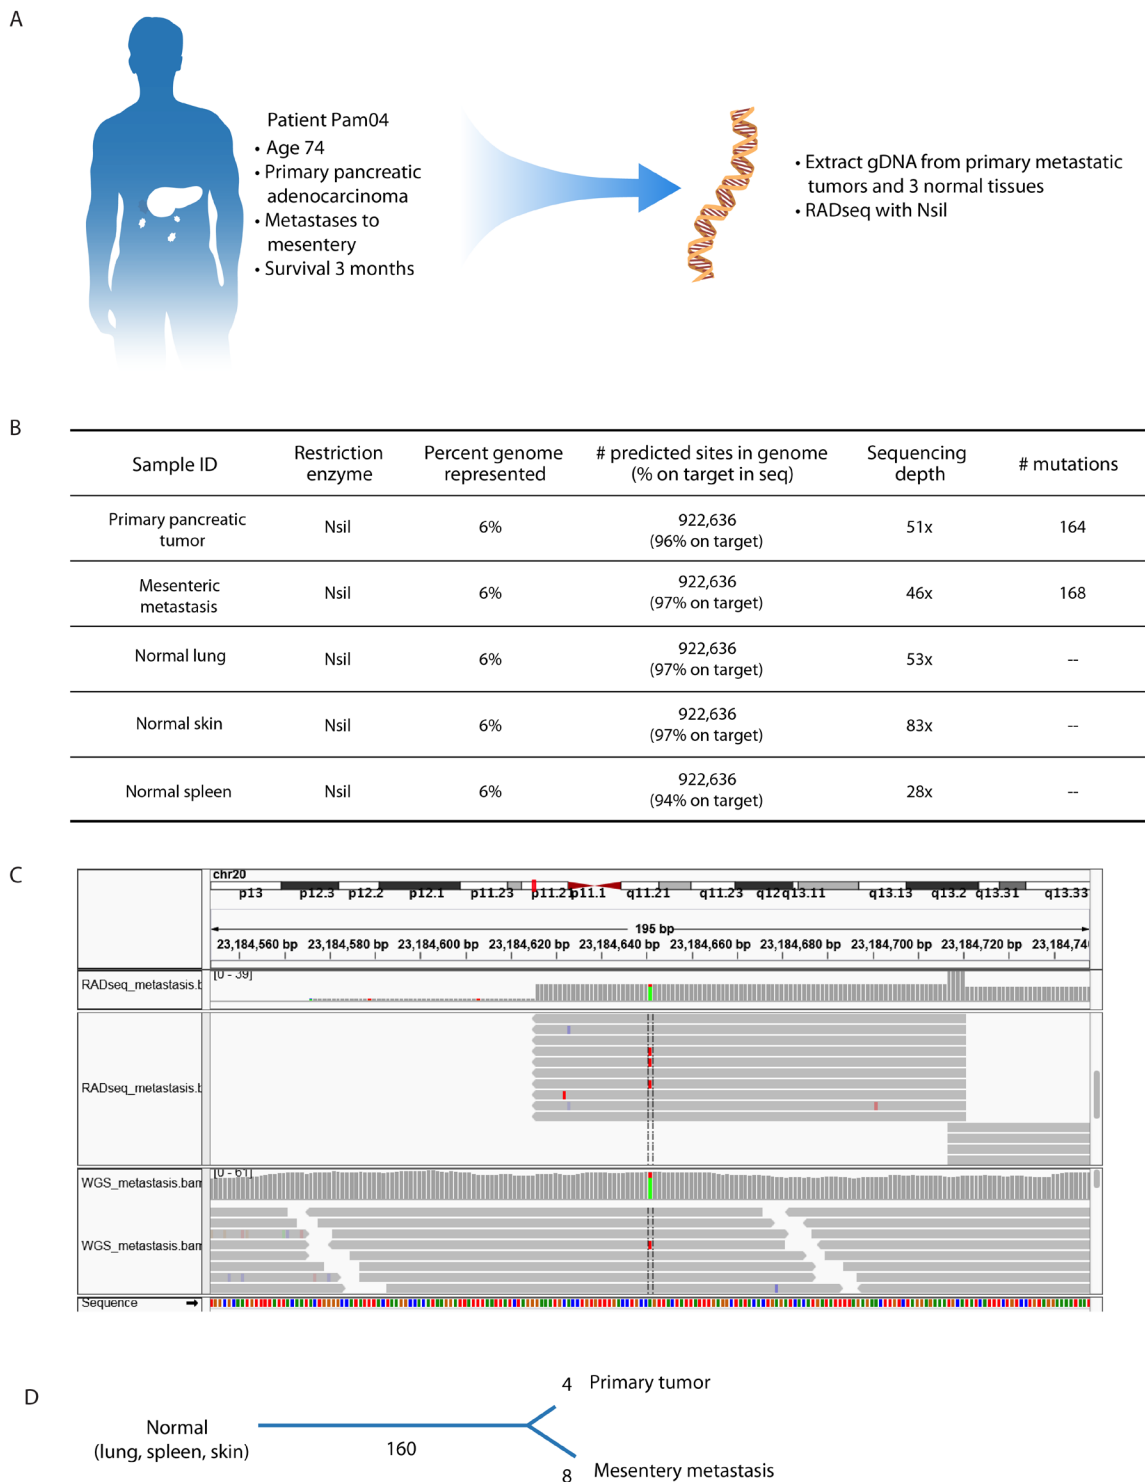 A
Patient Pam04
• Age 74
• Primary pancreatic
adenocarcinoma
• Metastases to
mesentery
• Survival 3 months
• Extract gDNA from primary metastatic
tumors and 3 normal tissues
• RADseq with Nsil
B
Sample ID Restriction enzyme Percent genome represented # predicted sites in genome (% on target in seq) Sequencing depth # mutations
Primary pancreatic tumor Nsil 6% 922,636 (96% on target) 51x 164
Mesenteric metastasis Nsil 6% 922,636 (97% on target) 46x 168
Normal lung Nsil 6% 922,636 (97% on target) 53x --
Normal skin Nsil 6% 922,636 (97% on target) 83x --
Normal spleen Nsil 6% 922,636 (94% on target) 28x --
C
chr20
p13 p12.3 p12.2 p12.1 p11.23 p11.21 p11.1 q11.21 q11.23 q12 q13.11 q13.13 q13.2 q13.31 q13.33
195 bp
23,184,560 bp 23,184,580 bp 23,184,600 bp 23,184,620 bp 23,184,640 bp 23,184,660 bp 23,184,680 bp 23,184,700 bp 23,184,720 bp 23,184,74
RADseq_metastasis.b [0 - 39]
RADseq_metastasis.b
WGS_metastasis.bam [0 - 61]
WGS_metastasis.bam
Sequence
D
4 Primary tumor
Normal
(lung, spleen, skin)
160
8 Mesentery metastasis